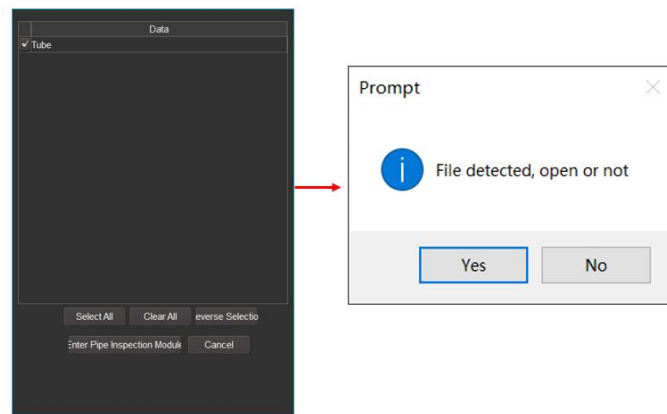 Data
Tube
Select All
Clear All
everse Selectio
Enter Pipe Inspection Module
Cancel
Prompt
File detected, open or not
Yes
No